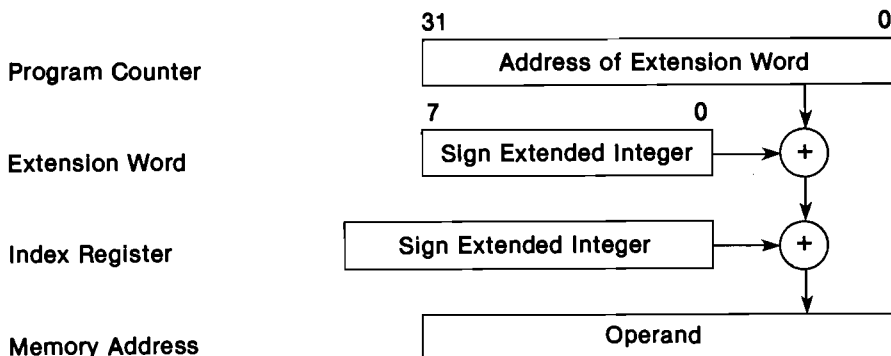 31 0
Program Counter Address of Extension Word
7 0
Extension Word Sign Extended Integer +
Index Register Sign Extended Integer +
Memory Address Operand